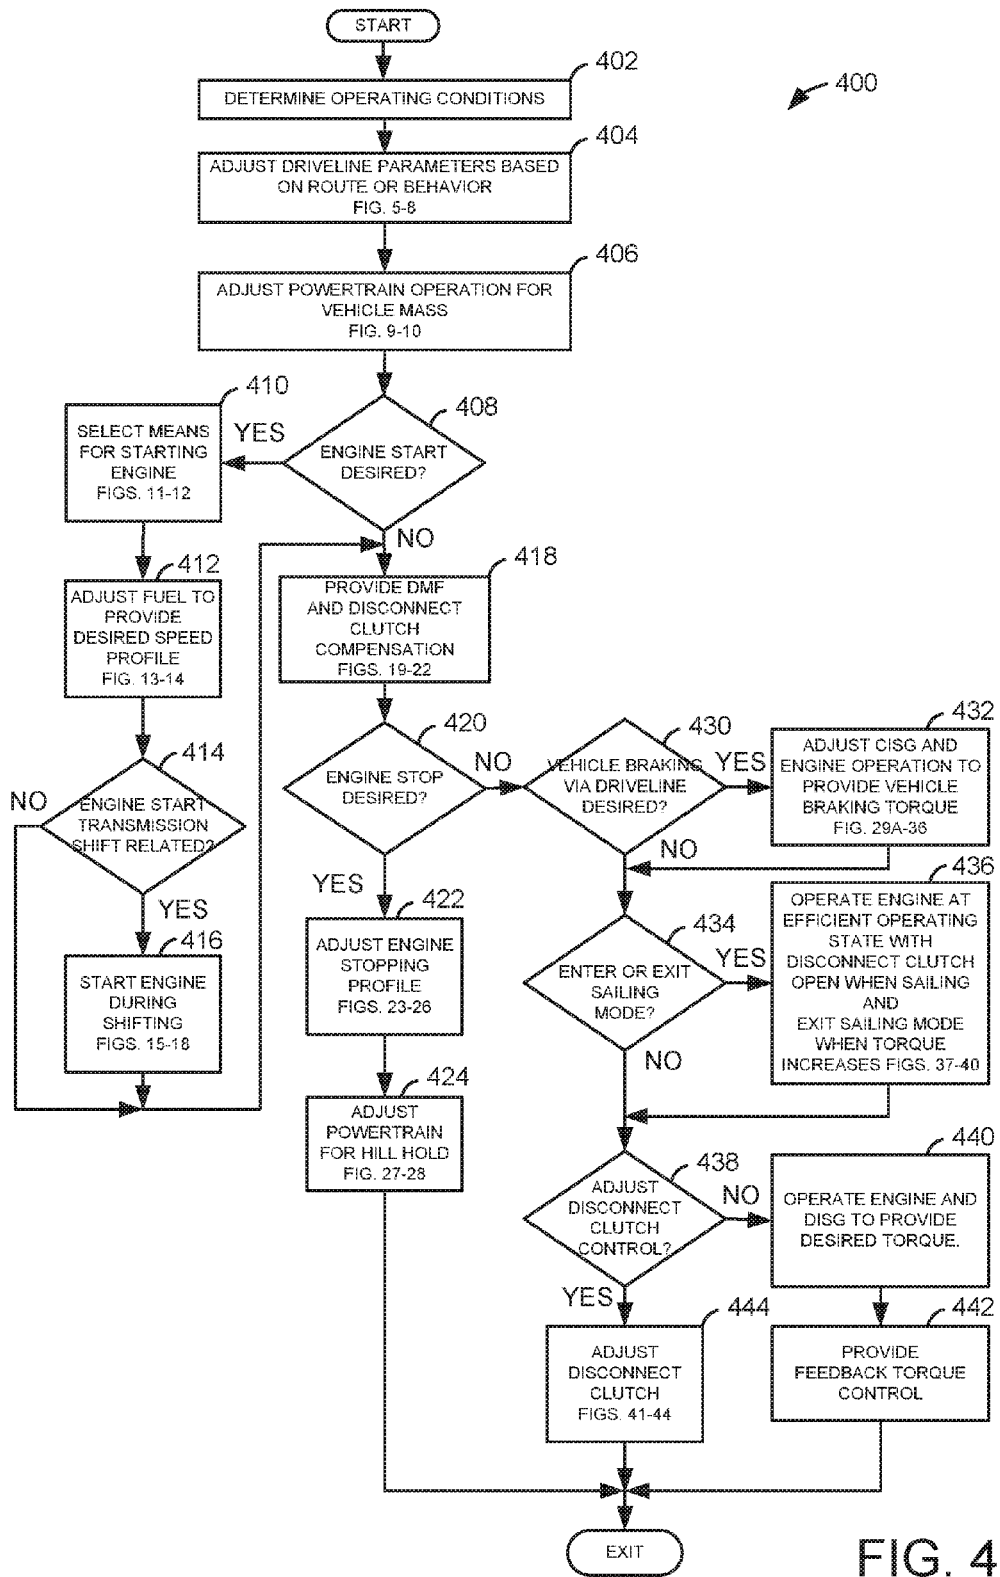 START
402
DETERMINE OPERATING CONDITIONS
400
404
ADJUST DRIVELINE PARAMETERS BASED
ON ROUTE OR BEHAVIOR
FIG. 5-8
406
ADJUST POWERTRAIN OPERATION FOR
VEHICLE MASS
FIG. 9-10
408
ENGINE START
DESIRED?
YES
NO
410
SELECT MEANS
FOR STARTING
ENGINE
FIGS. 11-12
412
ADJUST FUEL TO
PROVIDE
DESIRED SPEED
PROFILE
FIG. 13-14
414
ENGINE START
TRANSMISSION
SHIFT RELATED?
NO
YES
416
START ENGINE
DURING
SHIFTING
FIGS. 15-18
418
PROVIDE DMF
AND DISCONNECT
CLUTCH
COMPENSATION
FIGS. 19-22
420
ENGINE STOP
DESIRED?
NO
YES
422
ADJUST ENGINE
STOPPING
PROFILE
FIGS. 23-26
424
ADJUST
POWERTRAIN
FOR HILL HOLD
FIG. 27-28
430
VEHICLE BRAKING
VIA DRIVELINE
DESIRED?
YES
NO
432
ADJUST CISG AND
ENGINE OPERATION TO
PROVIDE VEHICLE
BRAKING TORQUE
FIG. 29A-36
434
ENTER OR EXIT
SAILING
MODE?
YES
NO
436
OPERATE ENGINE AT
EFFICIENT OPERATING
STATE WITH
DISCONNECT CLUTCH
OPEN WHEN SAILING
AND
EXIT SAILING MODE
WHEN TORQUE
INCREASES FIGS. 37-40
438
ADJUST
DISCONNECT
CLUTCH
CONTROL?
NO
YES
440
OPERATE ENGINE AND
DISG TO PROVIDE
DESIRED TORQUE.
442
PROVIDE
FEEDBACK TORQUE
CONTROL
444
ADJUST
DISCONNECT
CLUTCH
FIGS. 41-44
EXIT
FIG. 4